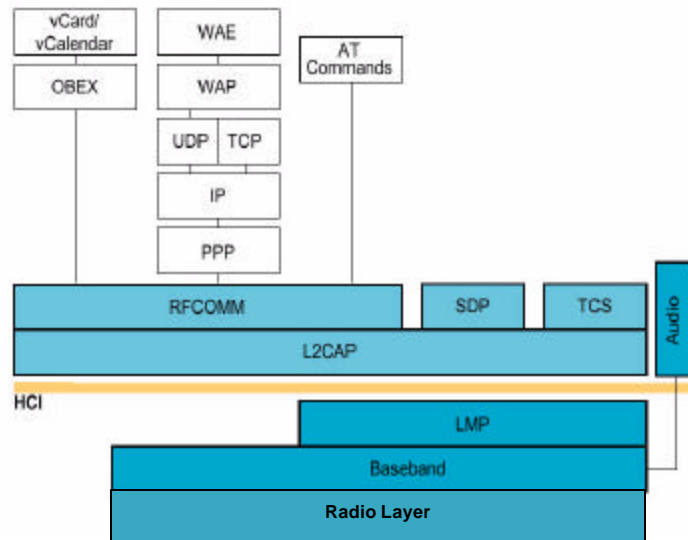 vCard/
vCalendar
WAE
AT
Commands
OBEX
WAP
UDP TCP
IP
PPP
RFCOMM
SDP
TCS
Audio
L2CAP
HCI
LMP
Baseband
Radio Layer